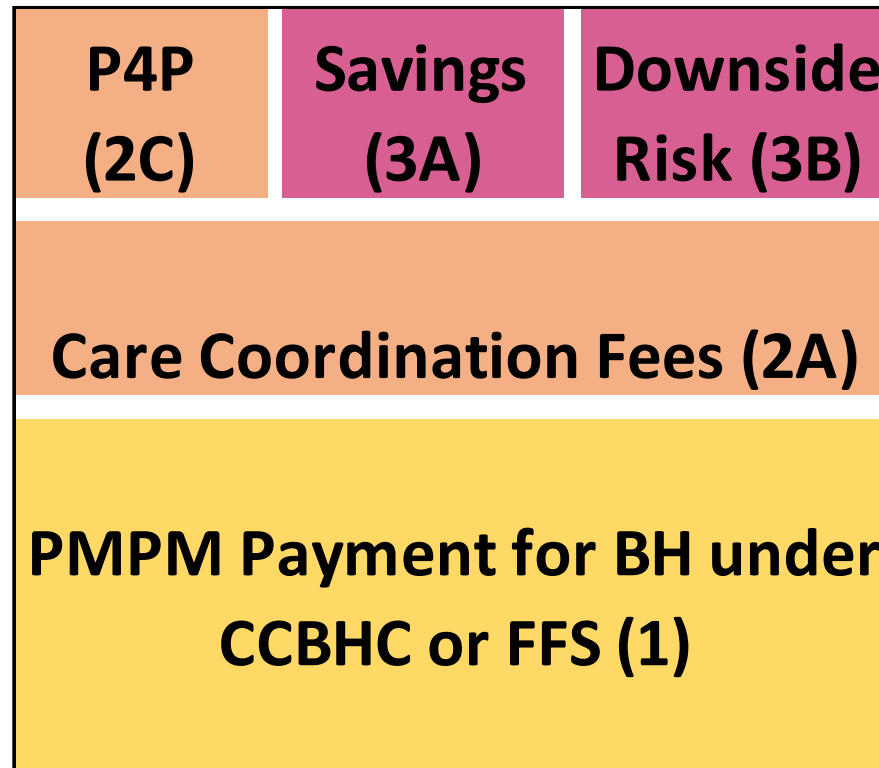 P4P
(2C)
Savings
(3A)
Downside
Risk (3B)
Care Coordination Fees (2A)
PMPM Payment for BH under
CCBHC or FFS (1)